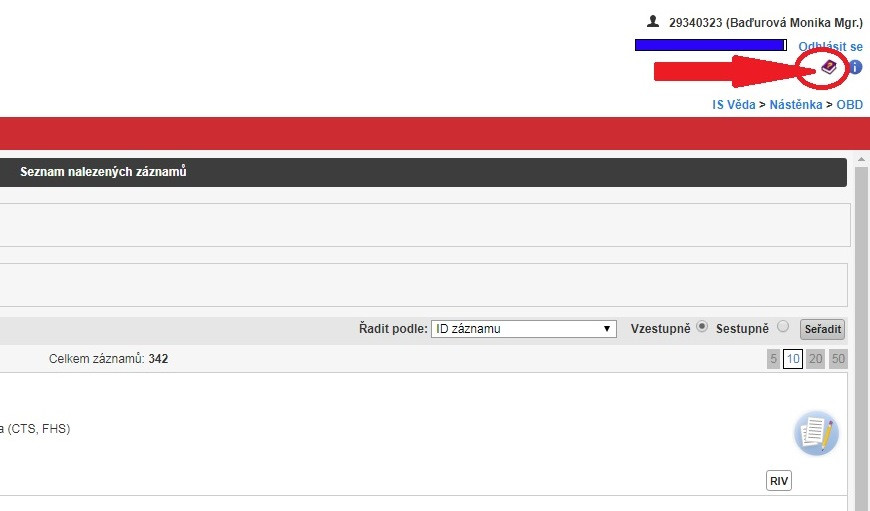 29340323 (Baďurová Monika Mgr.)
Odhlásit se
IS Věda > Nástěnka > OBD
Seznam nalezených záznamů
Řadit podle: ID záznamu Vzestupně Sestupně Seřadit
Celkem záznamů: 342 5 10 20 50
a (CTS, FHS)
RIV